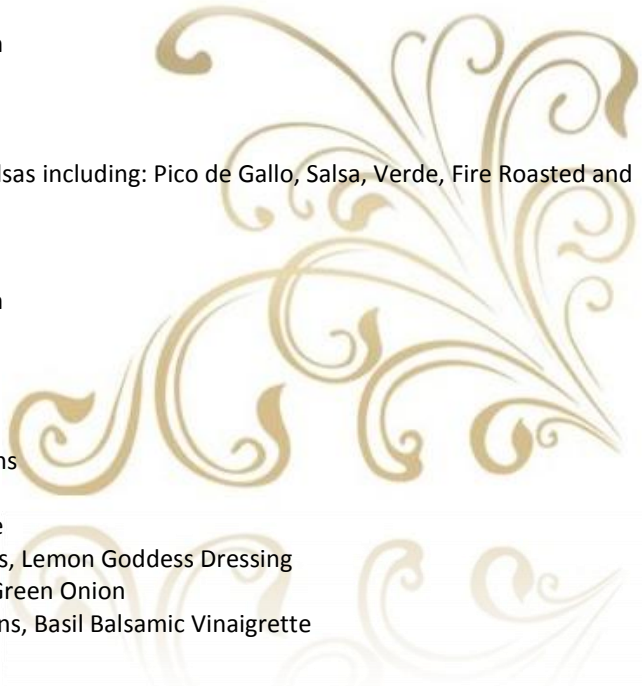 lsas including: Pico de Gallo, Salsa, Verde, Fire Roasted and
ns
e
s, Lemon Goddess Dressing
Green Onion
ns, Basil Balsamic Vinaigrette